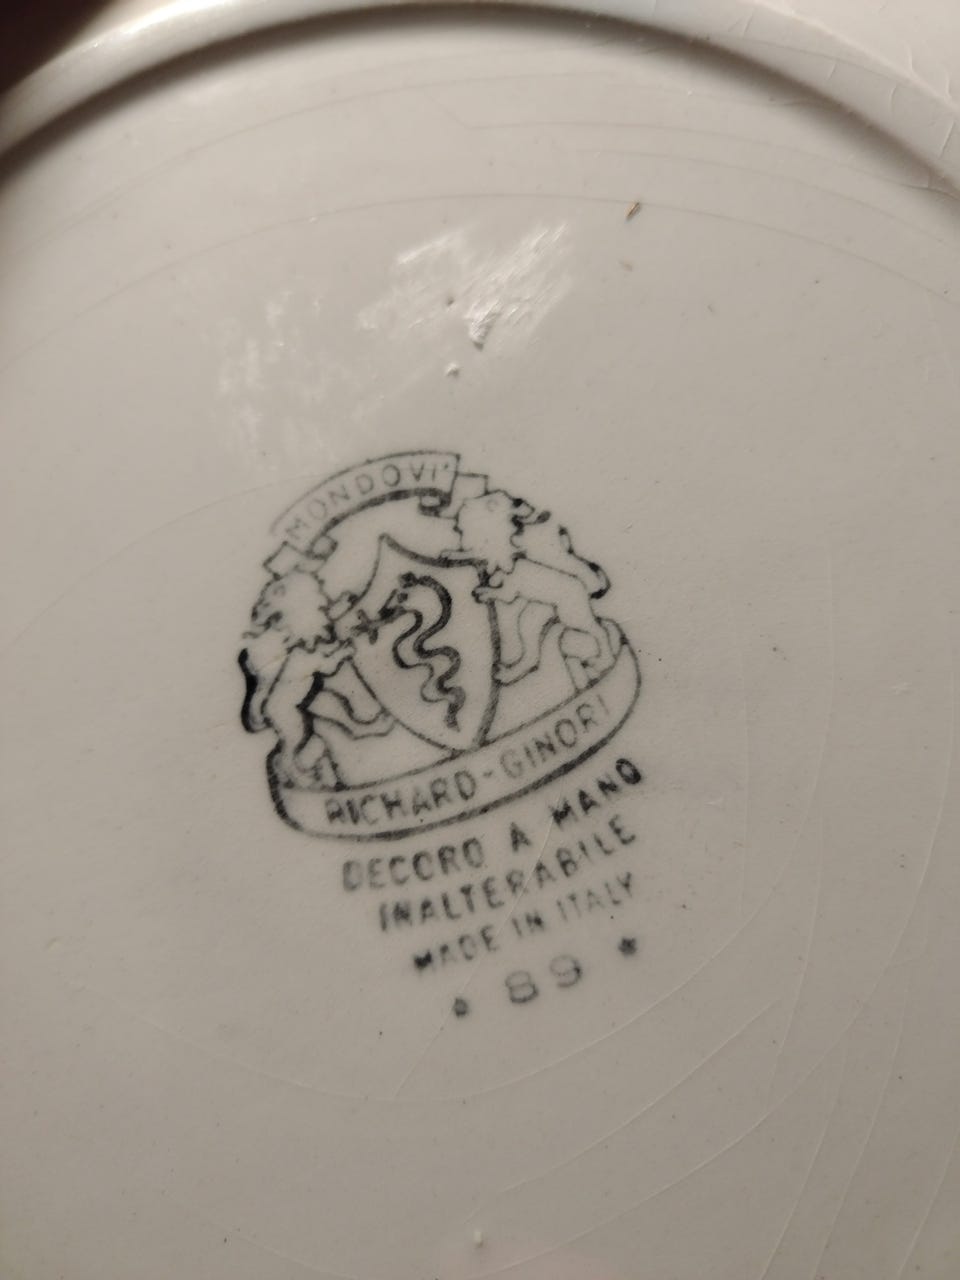 MONDOVI'
RICHARD-GINORI
DECORO A MANO
INALTERABILE
MADE IN ITALY
* 89 *